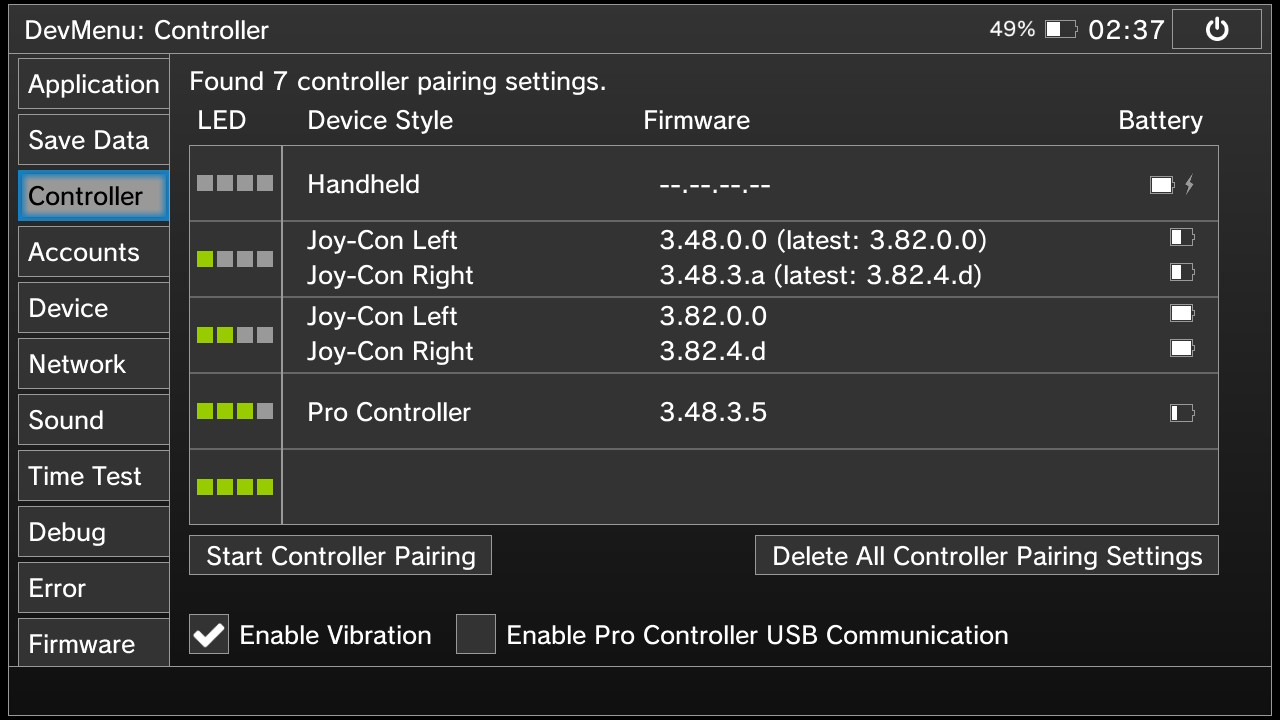 DevMenu: Controller 49% 02:37
Application
Save Data
Controller
Accounts
Device
Network
Sound
Time Test
Debug
Error
Firmware
Found 7 controller pairing settings.
LED Device Style Firmware Battery
Handheld --.--.--.--
Joy-Con Left 3.48.0.0 (latest: 3.82.0.0)
Joy-Con Right 3.48.3.a (latest: 3.82.4.d)
Joy-Con Left 3.82.0.0
Joy-Con Right 3.82.4.d
Pro Controller 3.48.3.5
Start Controller Pairing Delete All Controller Pairing Settings
Enable Vibration Enable Pro Controller USB Communication